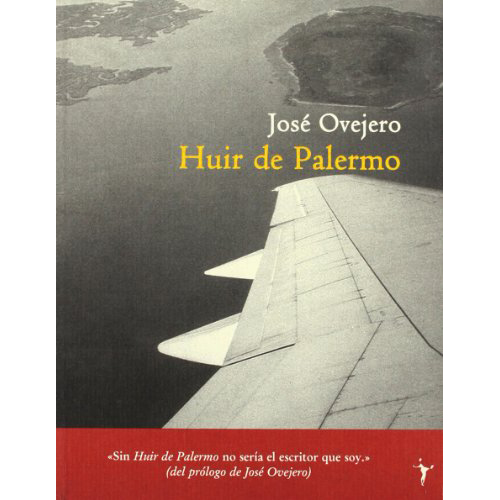 José Ovejero
Huir de Palermo
«Sin Huir de Palermo no sería el escritor que soy.»
(del prólogo de José Ovejero)